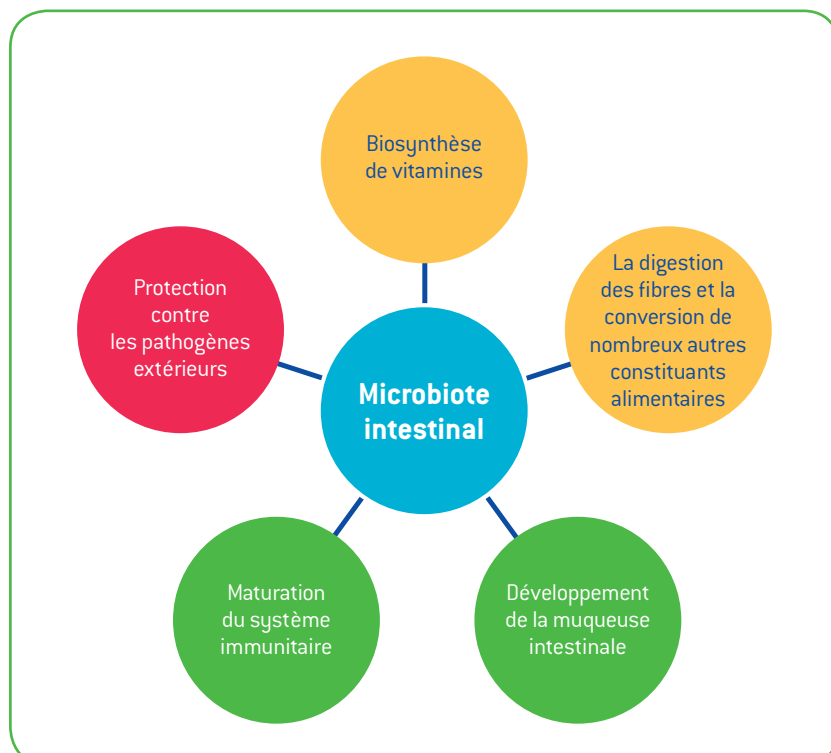 Biosynthèse
de vitamines
La digestion
des fibres et la
conversion de
nombreux autres
constituants
alimentaires
Protection
contre
les pathogènes
extérieurs
Microbiote
intestinal
Maturation
du système
immunitaire
Développement
de la muqueuse
intestinale